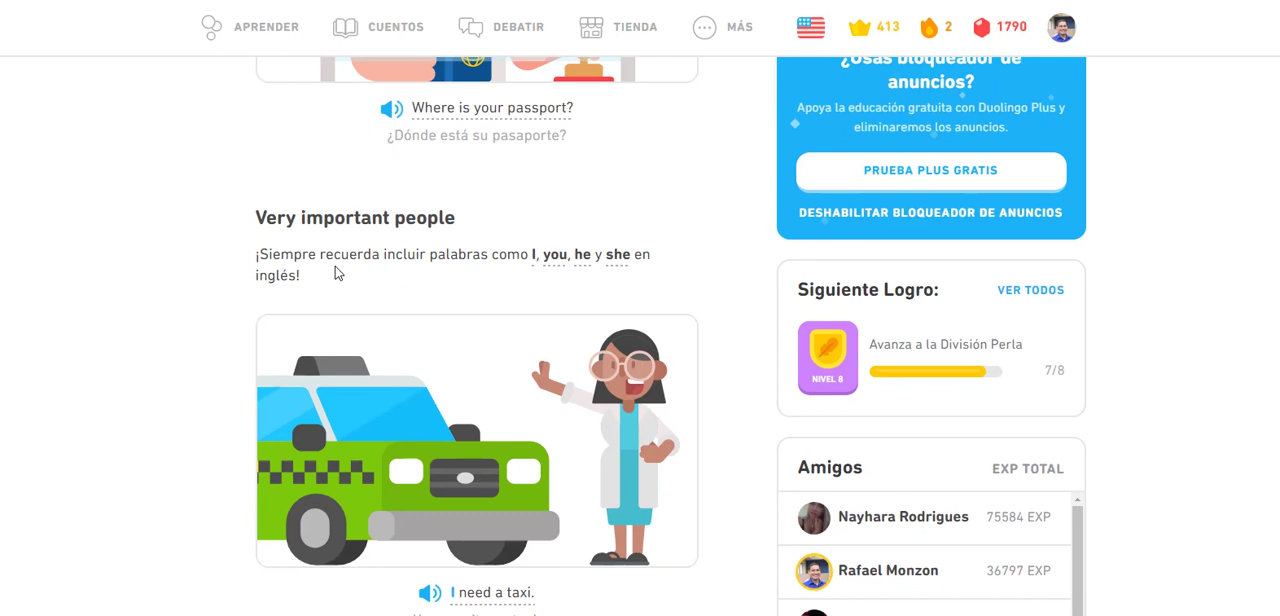 APRENDER CUENTOS DEBATIR TIENDA MÁS 413 2 1790
Where is your passport?
¿Dónde está su pasaporte?
Very important people
¡Siempre recuerda incluir palabras como I, you, he y she en
inglés!
I need a taxi.
¿Usas bloqueador de
anuncios?
Apoya la educación gratuita con Duolingo Plus y
eliminaremos los anuncios.
PRUEBA PLUS GRATIS
DESHABILITAR BLOQUEADOR DE ANUNCIOS
Siguiente Logro: VER TODOS
NIVEL 8
Avanza a la División Perla
7/8
Amigos EXP TOTAL
Nayhara Rodrigues 75584 EXP
Rafael Monzon 36797 EXP